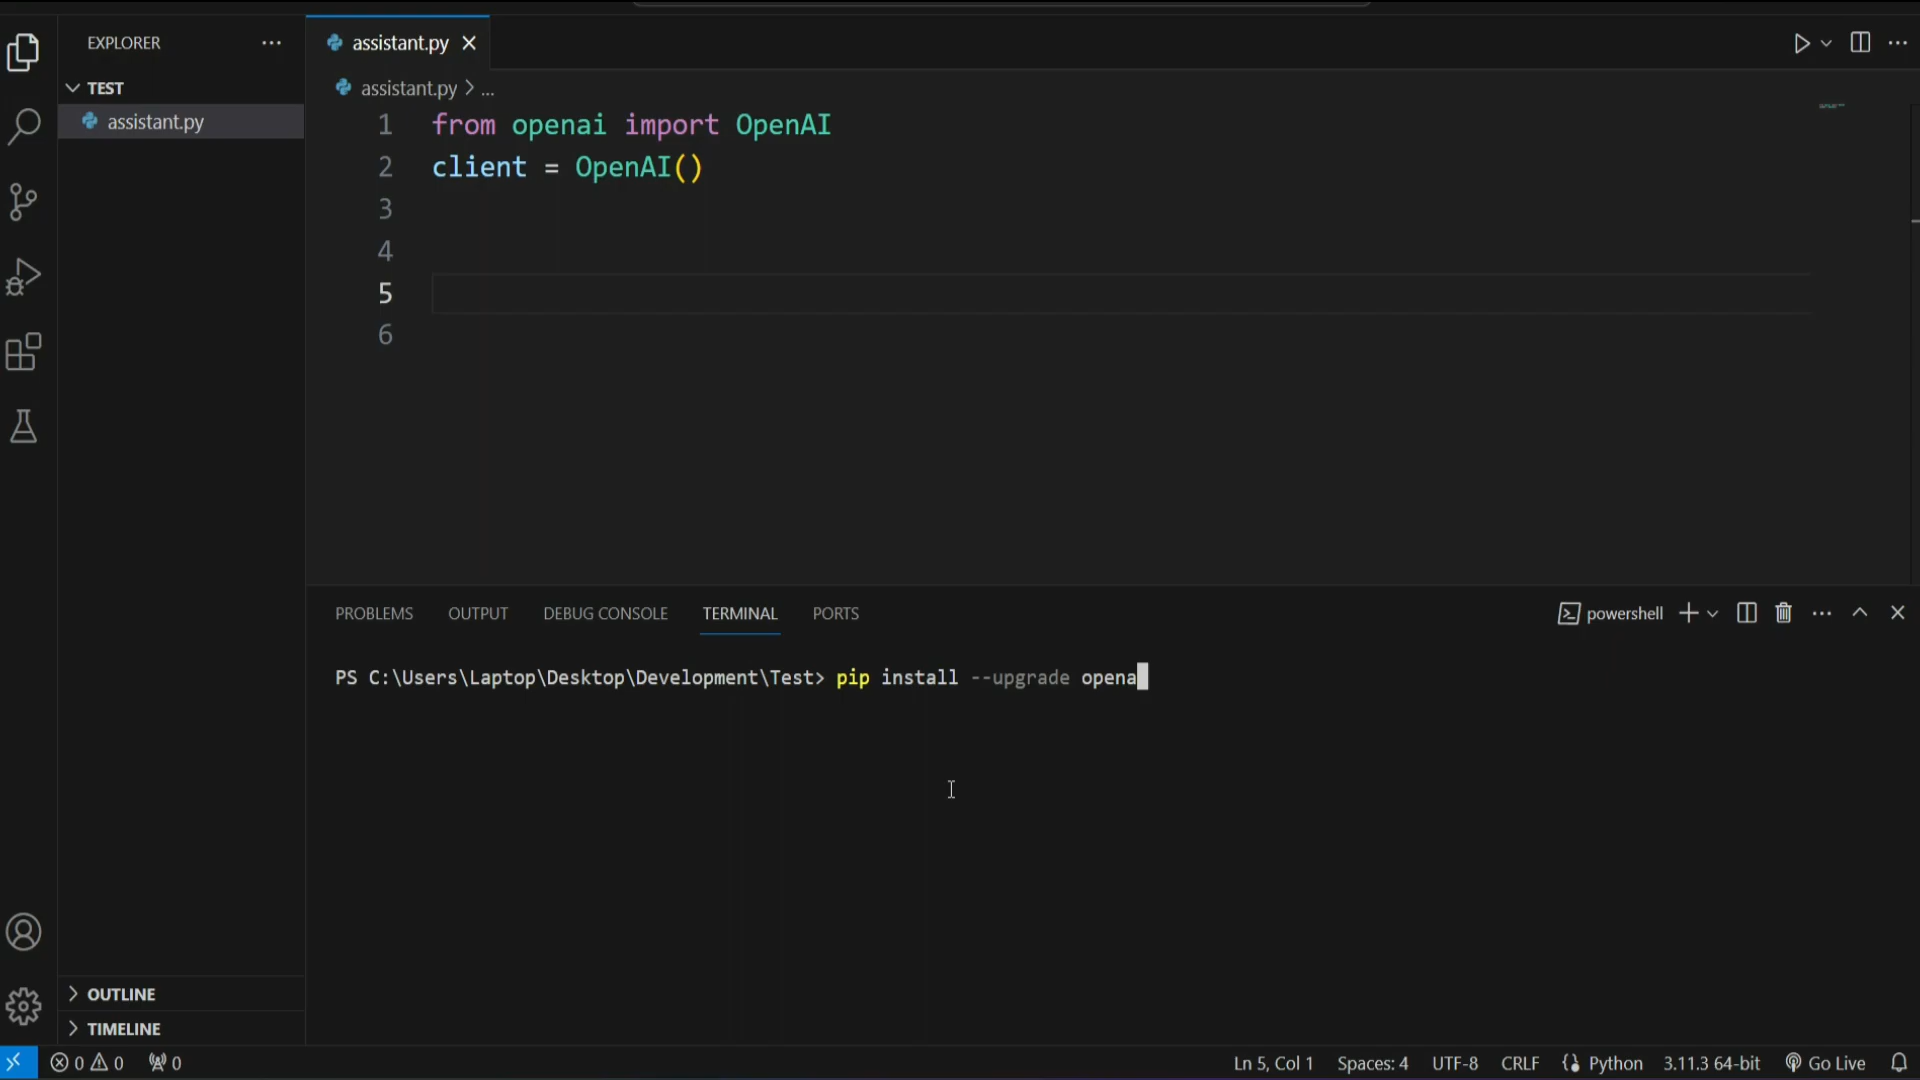 EXPLORER
TEST
assistant.py
OUTLINE
TIMELINE
assistant.py
assistant.py > ...
1 from openai import OpenAI
2 client = OpenAI()
3
4
5
6
PROBLEMS OUTPUT DEBUG CONSOLE TERMINAL PORTS powershell
PS C:\Users\Laptop\Desktop\Development\Test> pip install --upgrade opena
0 0 0 Ln 5, Col 1 Spaces: 4 UTF-8 CRLF Python 3.11.3 64-bit Go Live